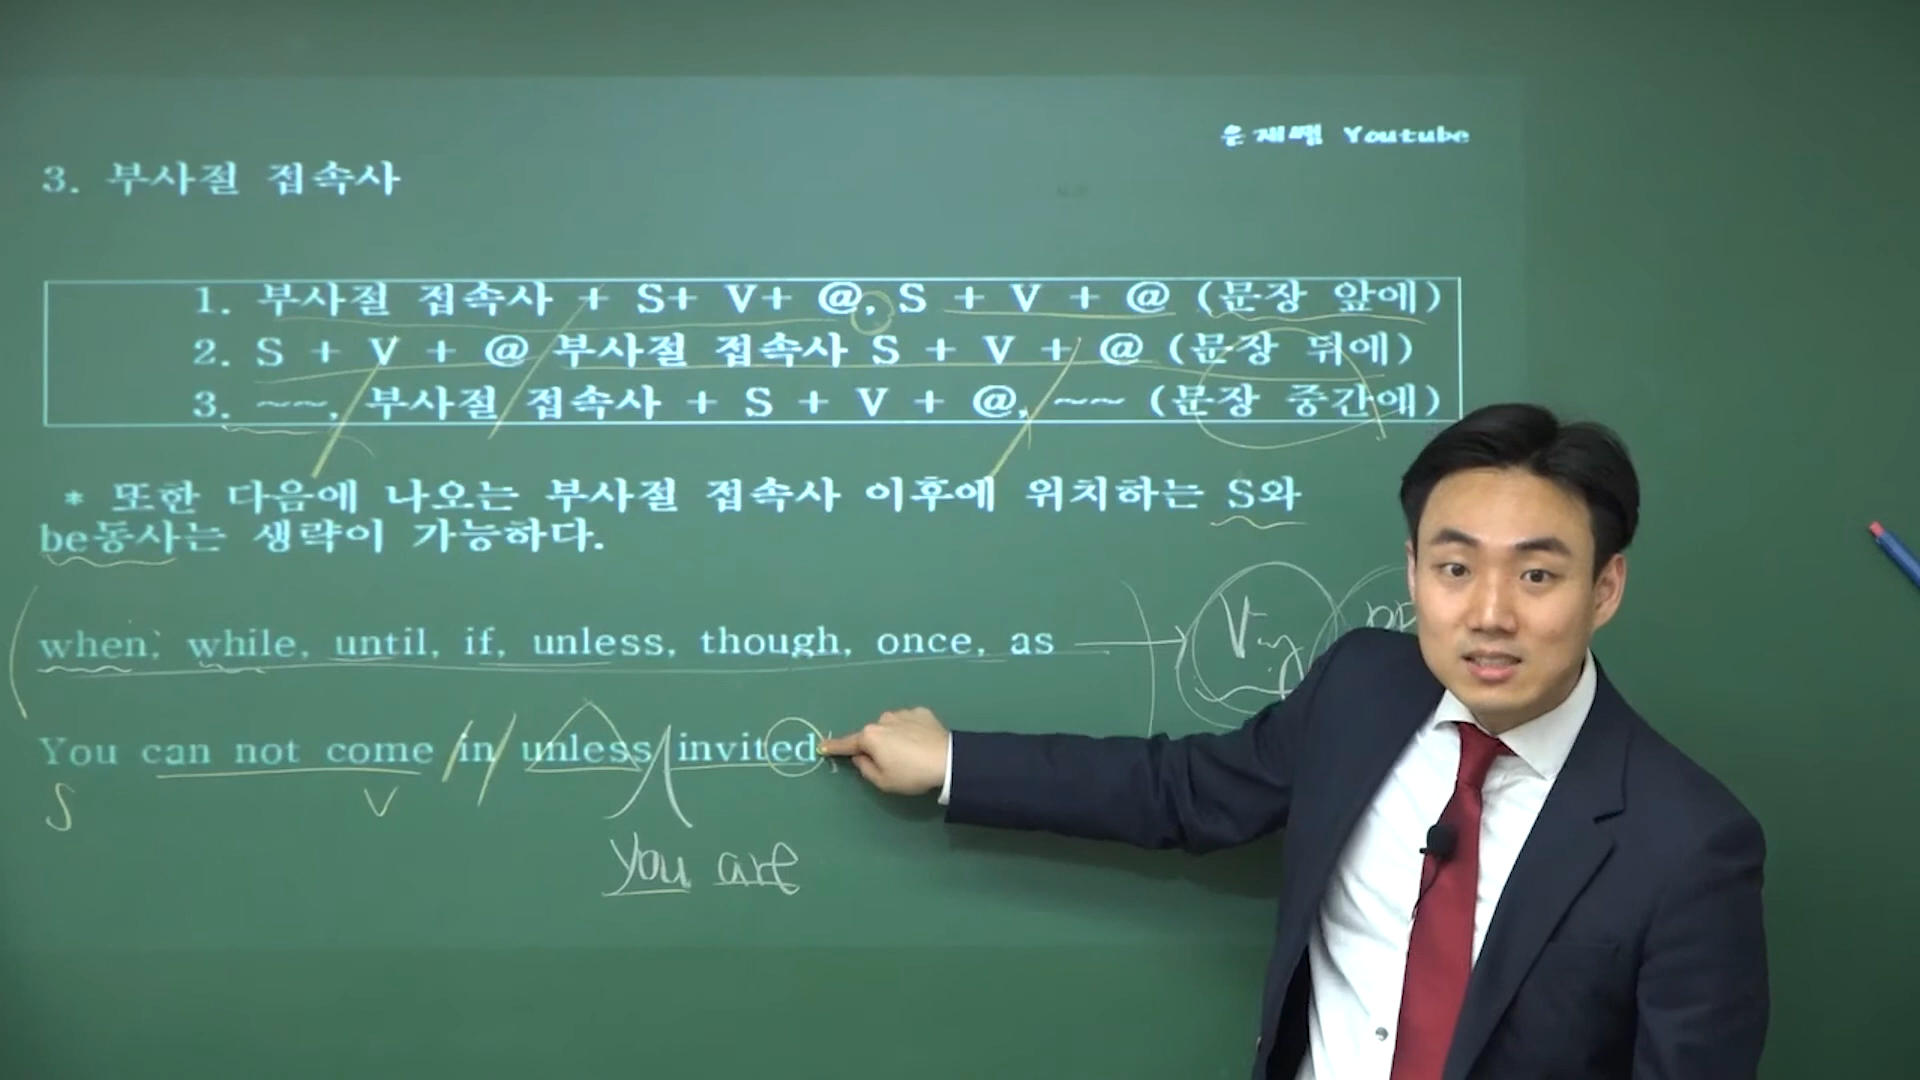 윤재쌤 Youtube
3. 부사절 접속사
1. 부사절 접속사 + S+ V+ @, S + V + @ (문장 앞에)
2. S + V + @ 부사절 접속사 S + V + @ (문장 뒤에)
3. ~~, 부사절 접속사 + S + V + @, ~~ (문장 중간에)
* 또한 다음에 나오는 부사절 접속사 이후에 위치하는 S와
be동사는 생략이 가능하다.
when, while, until, if, unless, though, once, as
Ving
You can not come in unless invited
S V
you are